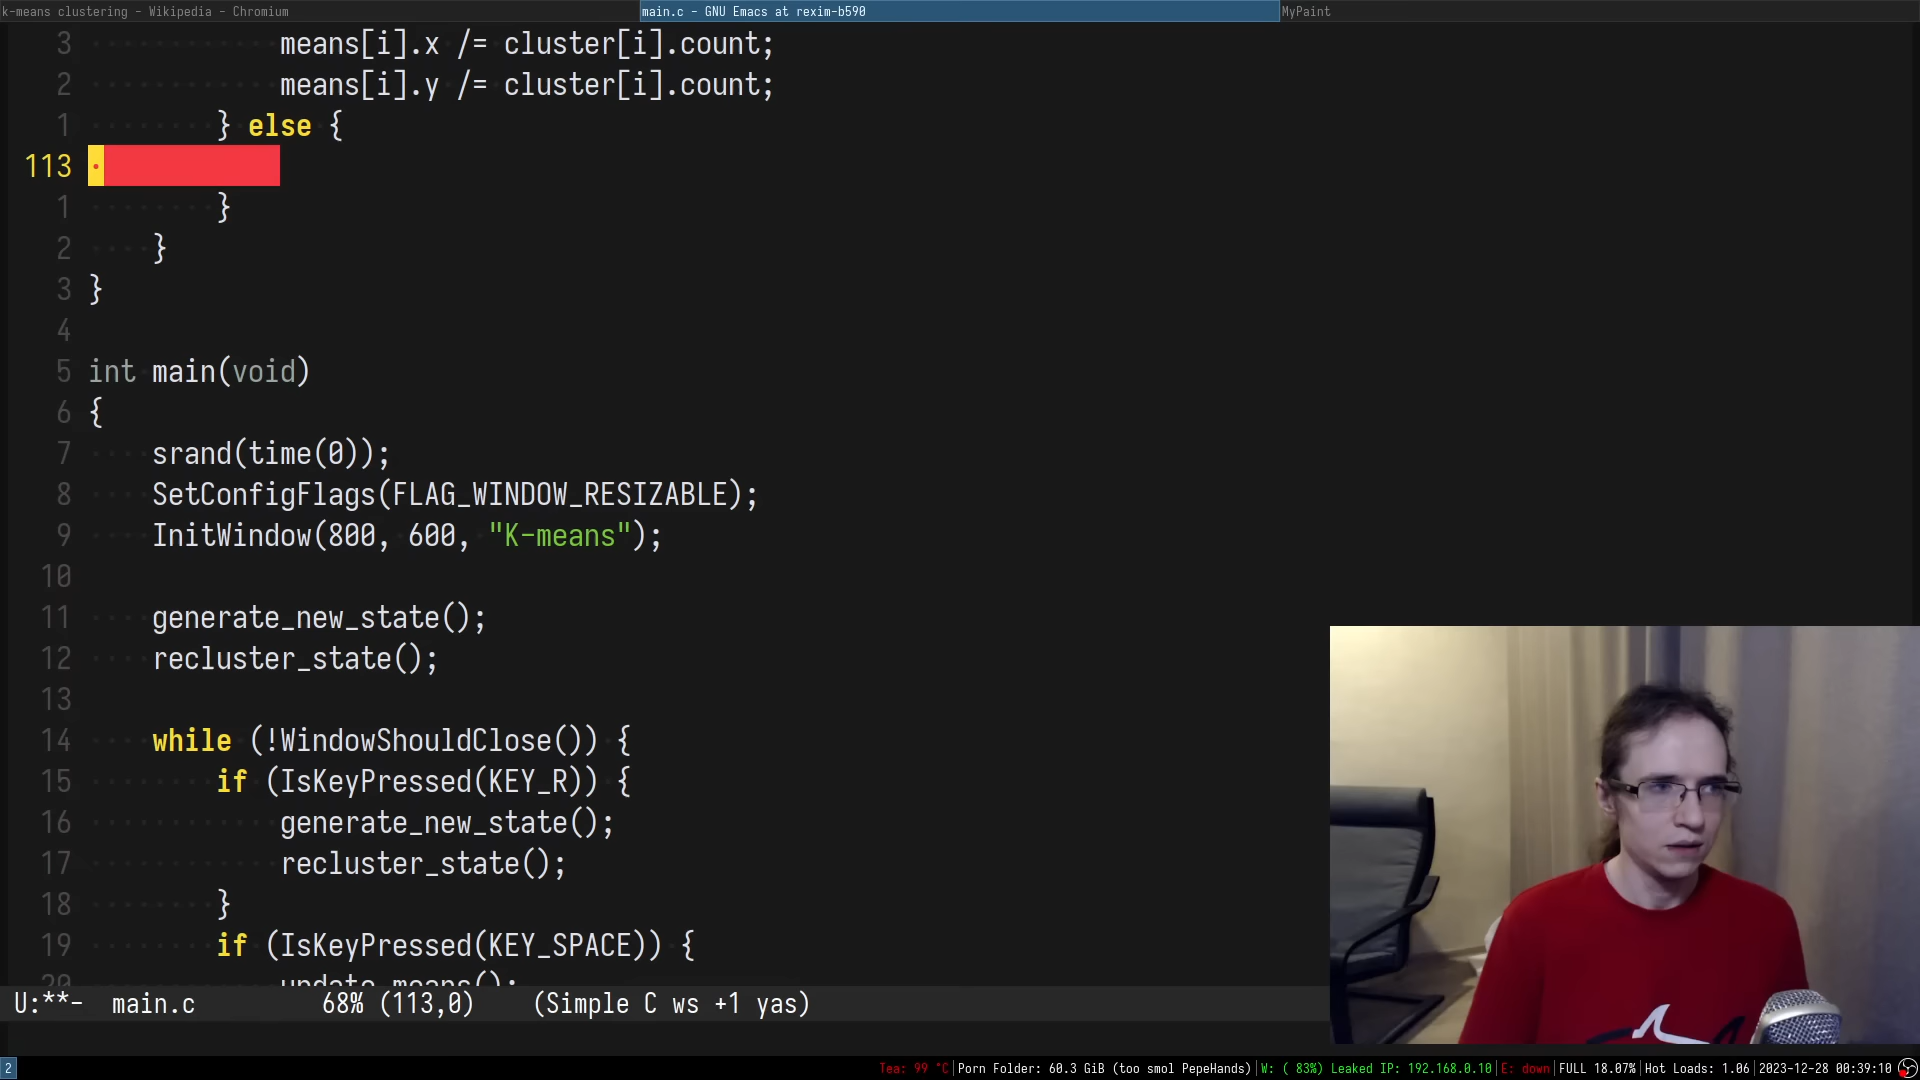 k-means clustering - Wikipedia - Chromium
main.c - GNU Emacs at rexim-b590
MyPaint
3 means[i].x /= cluster[i].count;
2 means[i].y /= cluster[i].count;
1 } else {
113
1 }
2 }
3 }
4
5 int main(void)
6 {
7 srand(time(0));
8 SetConfigFlags(FLAG_WINDOW_RESIZABLE);
9 InitWindow(800, 600, "K-means");
10
11 generate_new_state();
12 recluster_state();
13
14 while (!WindowShouldClose()) {
15 if (IsKeyPressed(KEY_R)) {
16 generate_new_state();
17 recluster_state();
18 }
19 if (IsKeyPressed(KEY_SPACE)) {
20 update_means();
U:**- main.c 68% (113,0) (Simple C ws +1 yas)
2 Tea: 99 °C|Porn Folder: 60.3 GiB (too smol PepeHands)|W: ( 83%) Leaked IP: 192.168.0.10|E: down|FULL 18.07%|Hot Loads: 1.06|2023-12-28 00:39:10